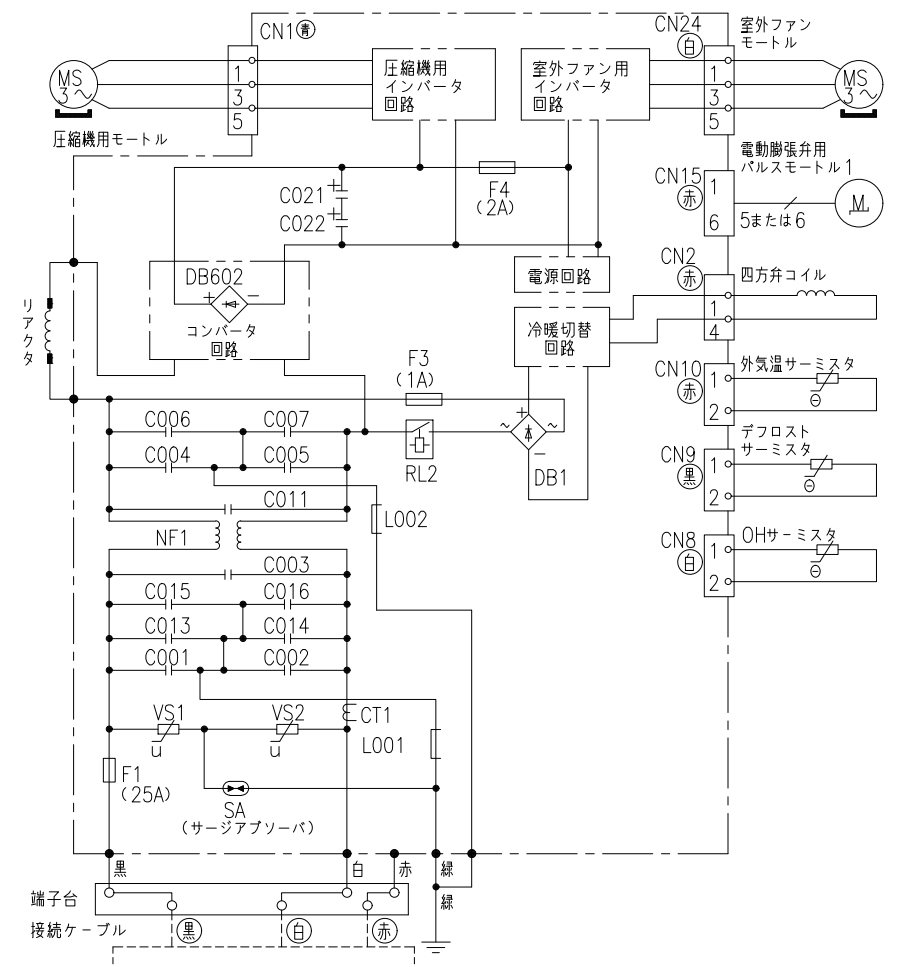 CN1 青
CN24
白
室外ファン
モートル
MS
3～
1
3
5
圧縮機用
インバータ
回路
室外ファン用
インバータ
回路
1
3
5
MS
3～
圧縮機用モートル
電動膨張弁用
パルスモートル1
CN15
赤
1
6
M
5または6
C021
C022
F4
(2A)
CN2
赤
四方弁コイル
1
4
電源回路
リアクタ
DB602
+
−
コンバータ
回路
冷暖切替
回路
F3
(1A)
CN10
赤
外気温サーミスタ
1
2
θ
C006
C007
C004
C005
RL2
+
～
～
−
DB1
CN9
黒
デフロスト
サーミスタ
1
2
θ
C011
L002
NF1
CN8
白
OHサーミスタ
1
2
θ
C003
C015
C016
C013
C014
C001
C002
VS1
u
VS2
u
CT1
L001
F1
(25A)
SA
(サージアブソーバ)
黒
白
赤
緑
緑
端子台
接続ケーブル
黒
白
赤